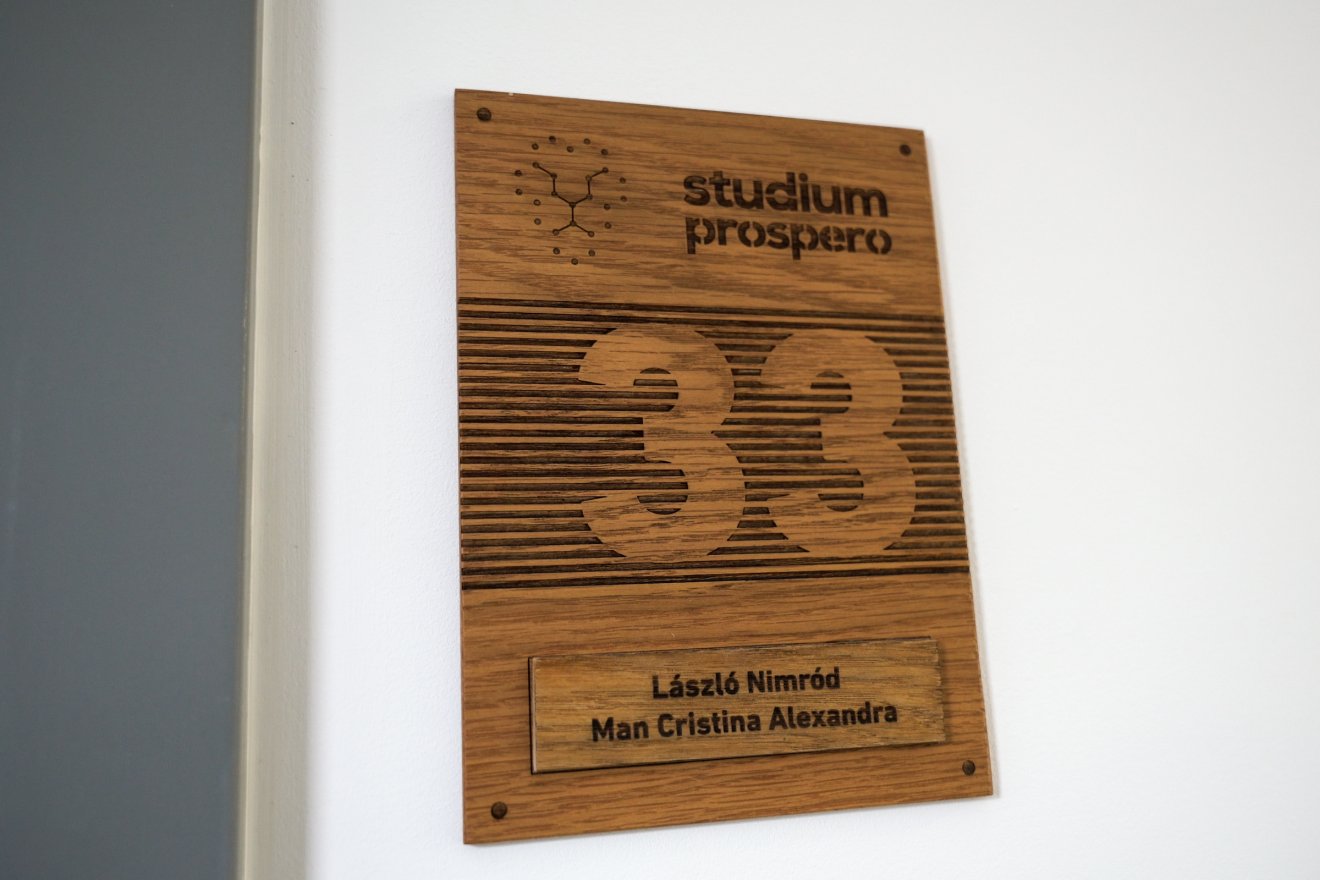 studium
prospero
33
László Nimród
Man Cristina Alexandra